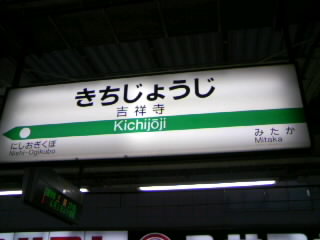 きちじょうじ
吉祥寺
Kichijōji
にしおぎくぼ
Nishi-Ogikubo
みたか
Mitaka